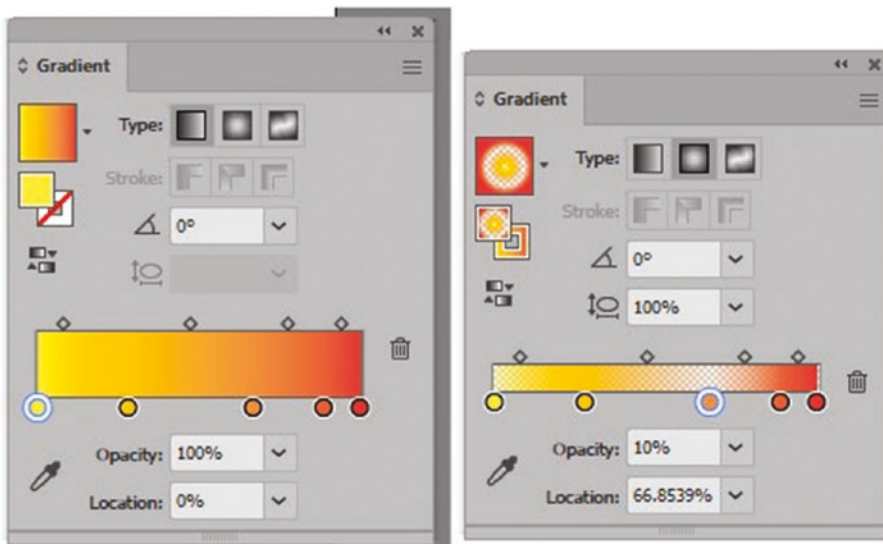 Gradient
Type:
Stroke:
0°
Opacity: 100%
Location: 0%
Gradient
Type:
Stroke:
0°
100%
Opacity: 10%
Location: 66.8539%